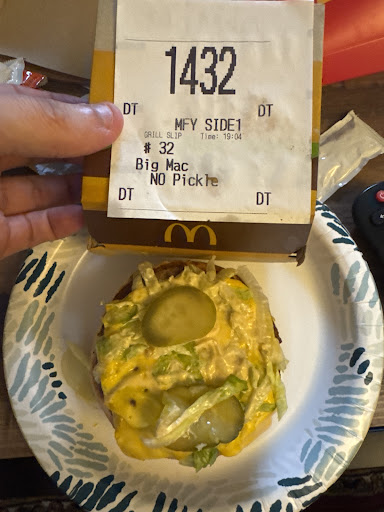 1432
DT DT
MFY SIDE1
GRILL SLIP Time: 19:04
# 32
Big Mac
NO Pickle
DT DT